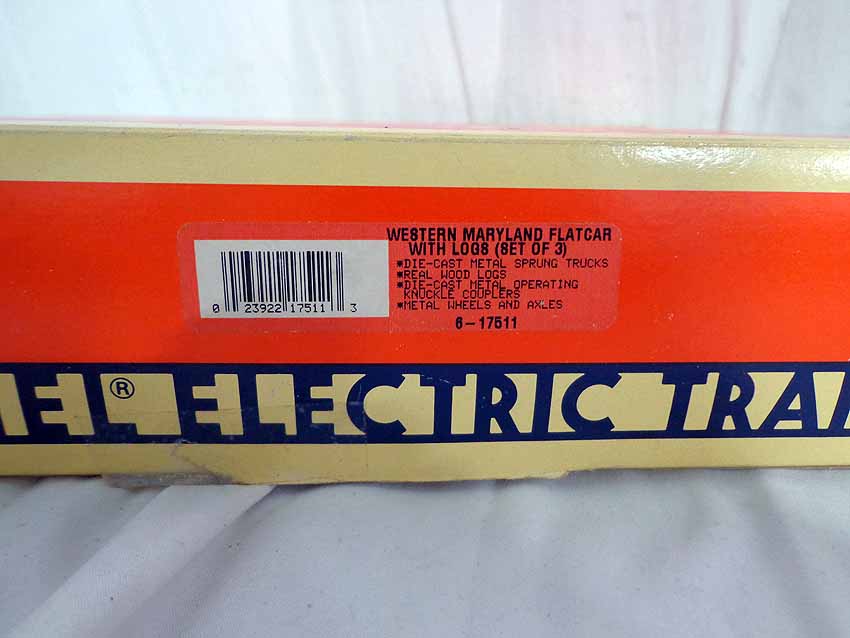 WESTERN MARYLAND FLATCAR
WITH LOGS (SET OF 3)
*DIE-CAST METAL SPRUNG TRUCKS
*REAL WOOD LOGS
*DIE-CAST METAL OPERATING
KNUCKLE COUPLERS
*METAL WHEELS AND AXLES
6-17511
0 23922 17511 3
EL® ELECTRIC TRA